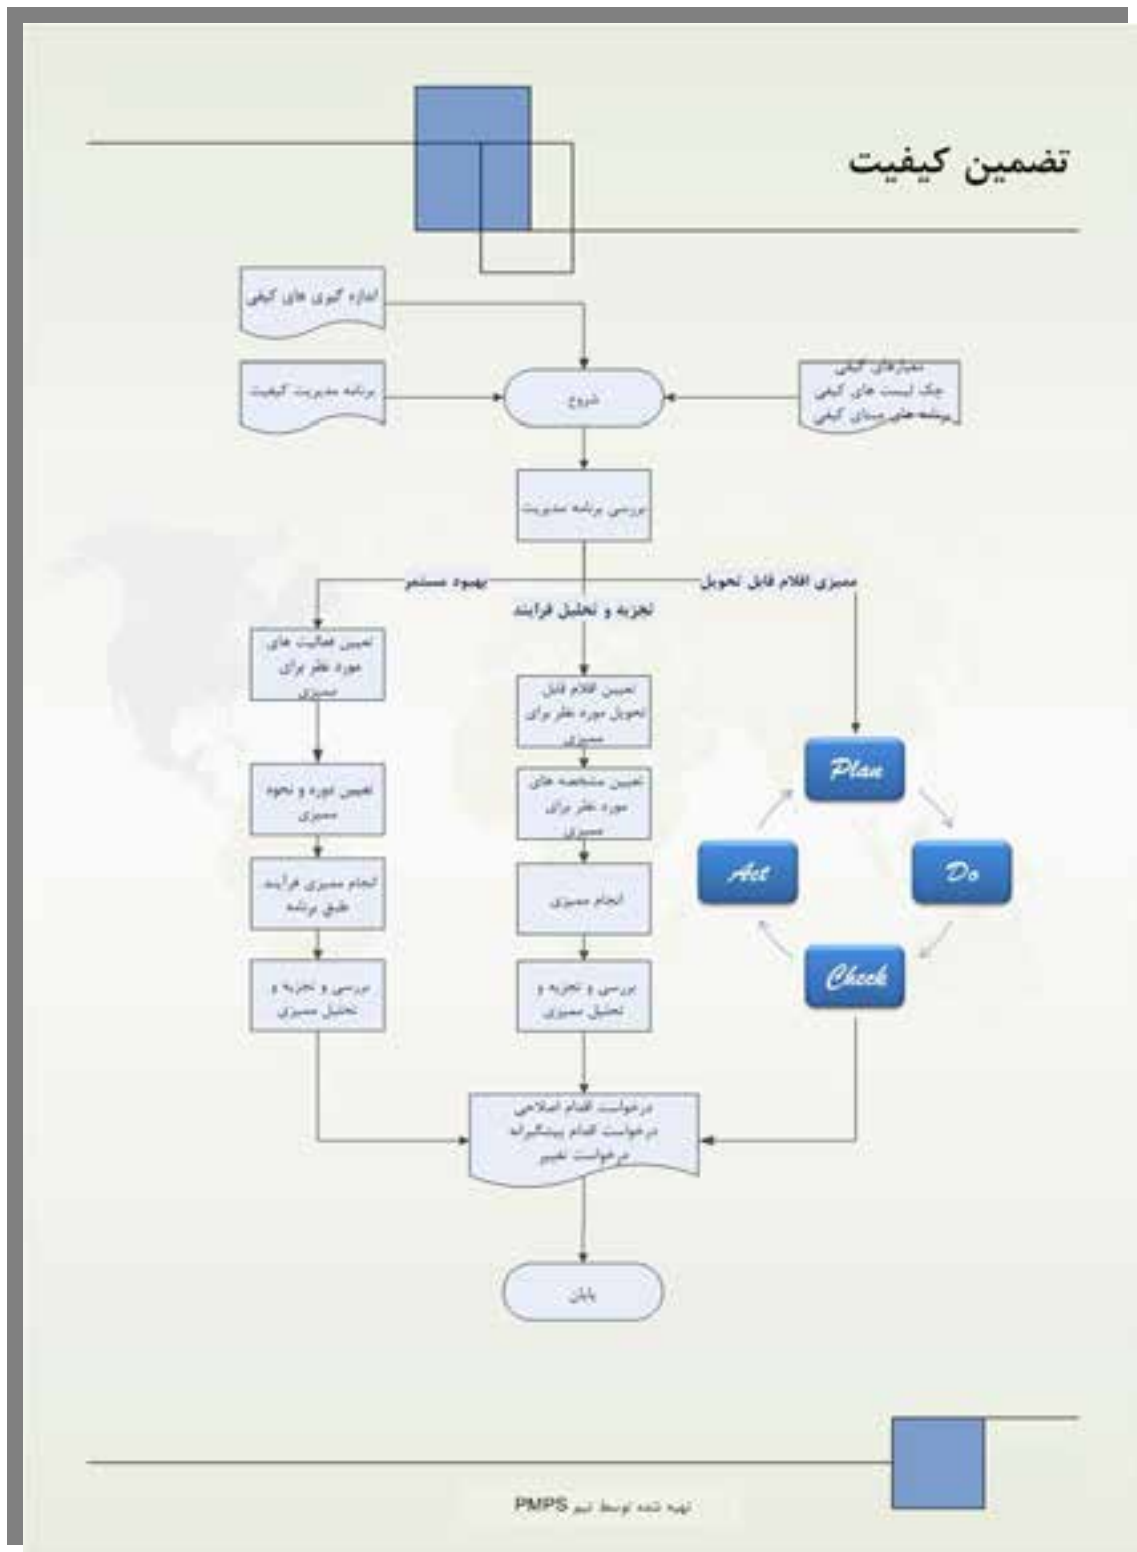 تضمین کیفیت
اندازه گیری های کیفی
برنامه مدیریت کیفیت
شروع
معیارهای کیفی
چک لیست های کیفی
برنامه های مبنای کیفی
بررسی برنامه مدیریت
ممیزی اقلام قابل تحویل
تجزیه و تحلیل فرایند
بهبود مستمر
تعیین فعالیت های
مورد نظر برای
ممیزی
تعیین دوره و نحوه
ممیزی
انجام ممیزی فرآیند
طبق برنامه
بررسی و تجزیه و
تحلیل ممیزی
تعیین اقلام قابل
تحویل مورد نظر برای
ممیزی
تعیین مشخصه های
مورد نظر برای
ممیزی
انجام ممیزی
بررسی و تجزیه و
تحلیل ممیزی
Plan
Do
Check
Act
درخواست اقدام اصلاحی
درخواست اقدام پیشگیرانه
درخواست تغییر
پایان
تهیه شده توسط تیم PMPS